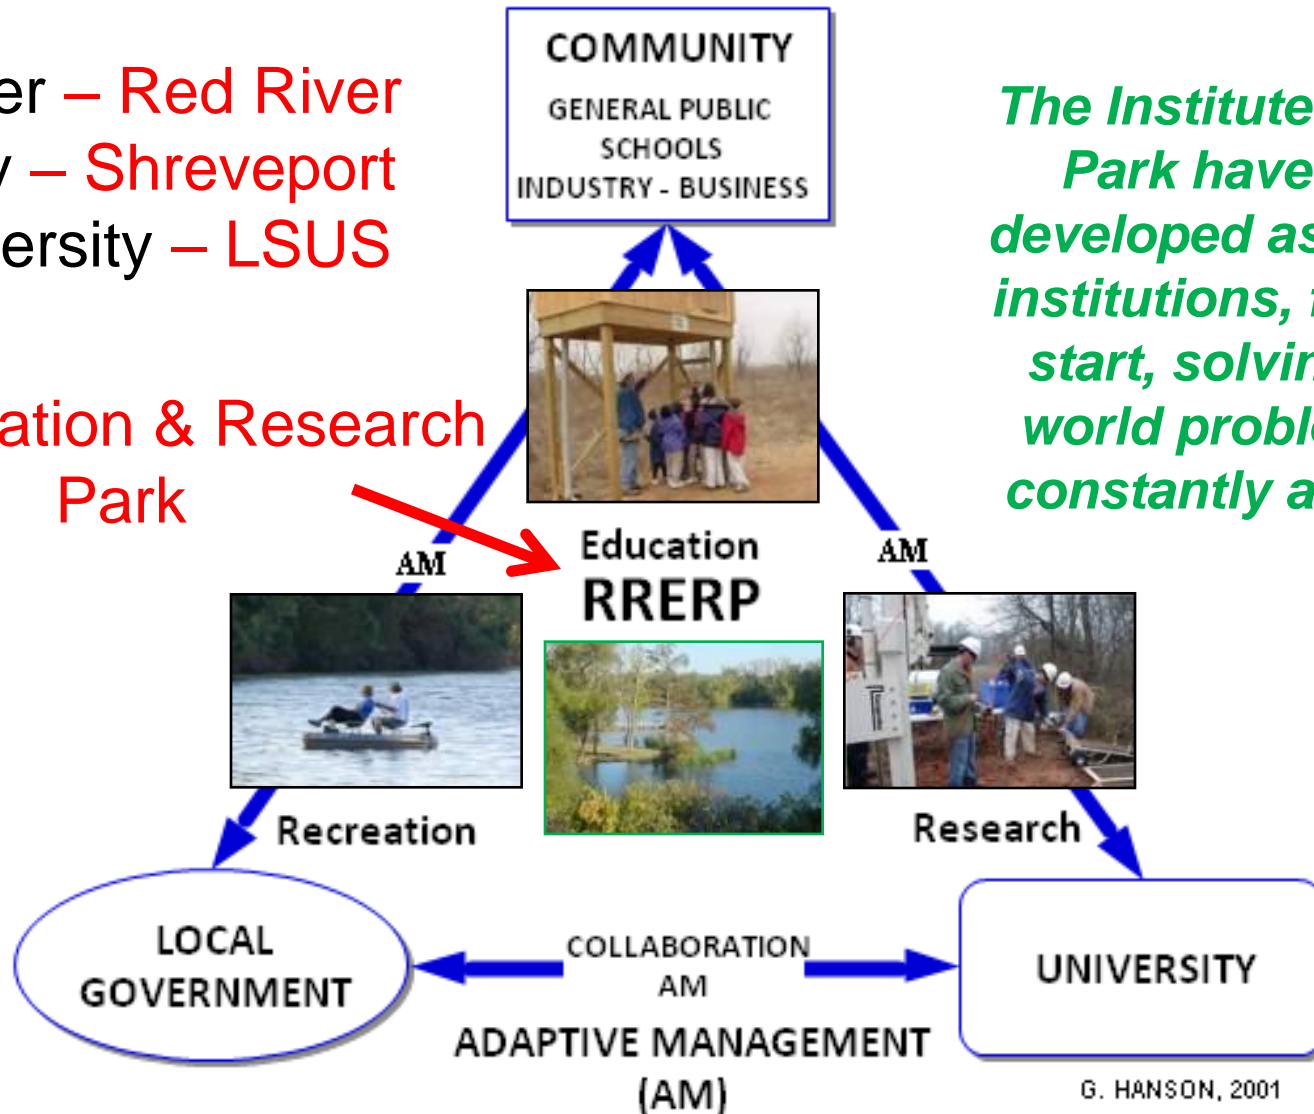 COMMUNITY
GENERAL PUBLIC
SCHOOLS
INDUSTRY - BUSINESS
er – Red River
y – Shreveport
ersity – LSUS
ation & Research
Park
The Institute
Park have
developed as
institutions, f
start, solvin
world proble
constantly a
AM
AM
Education
RRERP
Recreation
Research
LOCAL
GOVERNMENT
COLLABORATION
AM
UNIVERSITY
ADAPTIVE MANAGEMENT
(AM)
G. HANSON, 2001